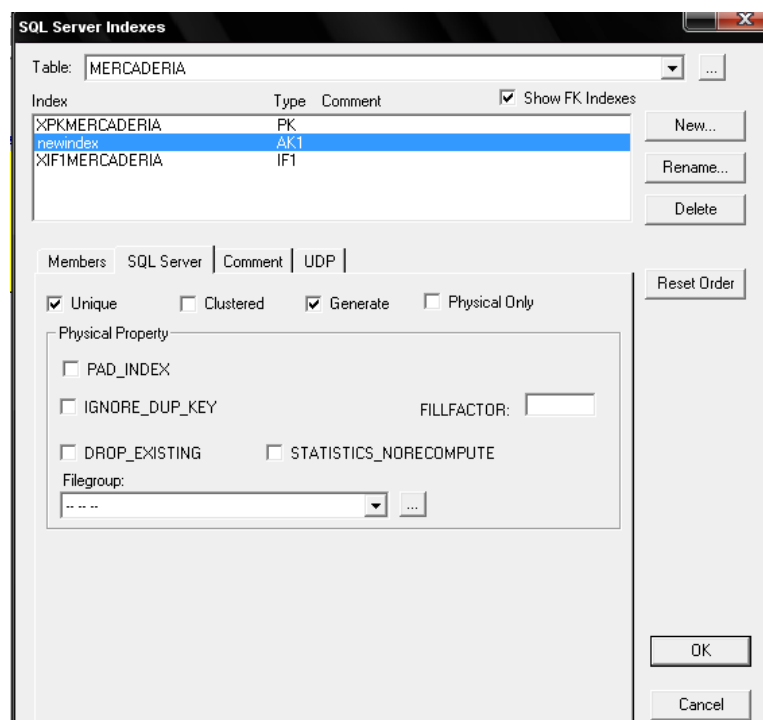 SQL Server Indexes
Table: MERCADERIA ...
Index Type Comment Show FK Indexes
XPKMERCADERIA PK
newindex AK1
XIF1MERCADERIA IF1
New...
Rename...
Delete
Reset Order
Members SQL Server Comment UDP
Unique Clustered Generate Physical Only
Physical Property
PAD_INDEX
IGNORE_DUP_KEY FILLFACTOR:
DROP_EXISTING STATISTICS_NORECOMPUTE
Filegroup:
-- -- -- ...
OK
Cancel